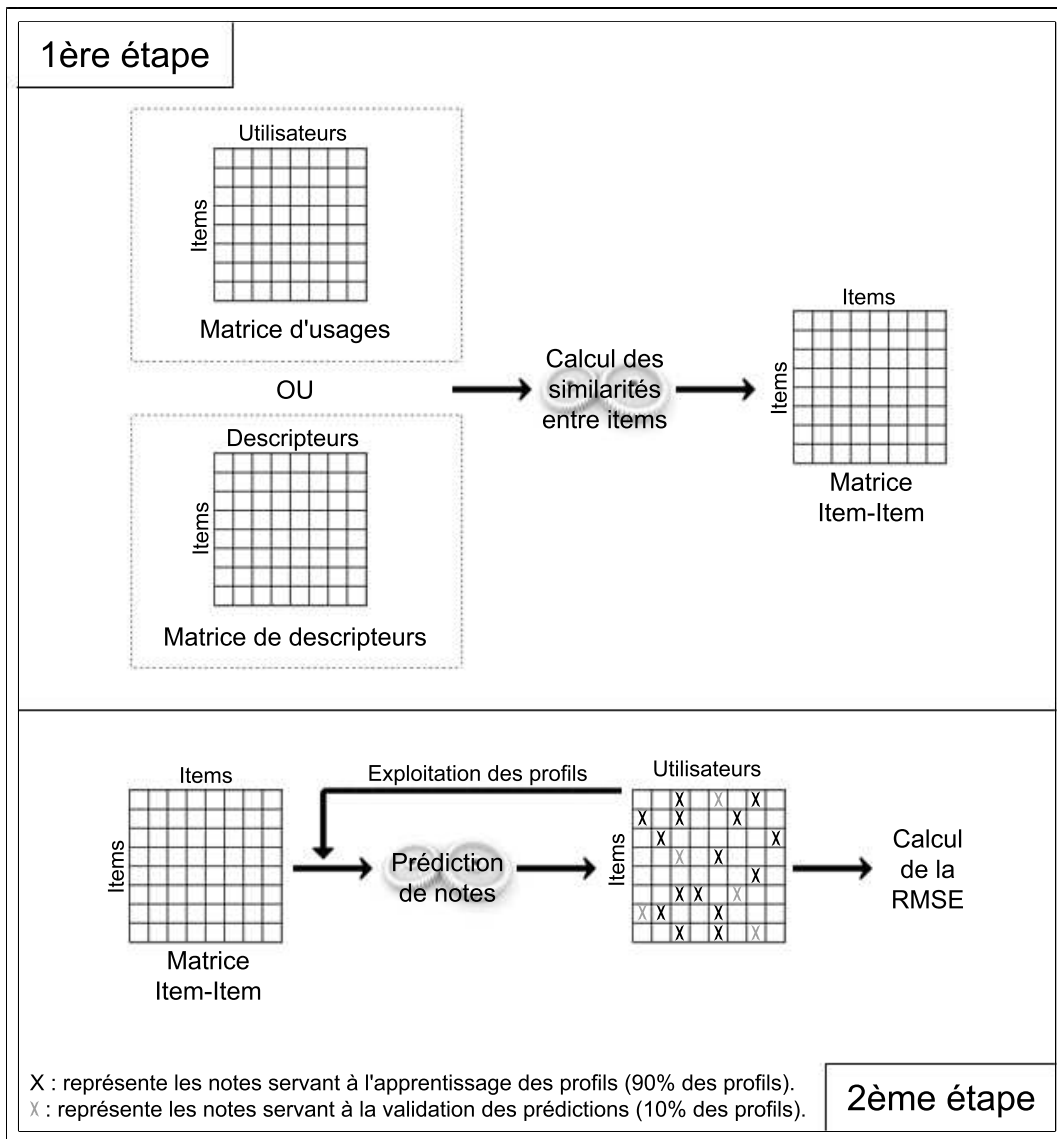 1ère étape
Utilisateurs
Items
Matrice d'usages
OU
Descripteurs
Items
Matrice de descripteurs
Calcul des
similarités
entre items
Items
Items
Matrice
Item-Item
Items
Items
Matrice
Item-Item
Exploitation des profils
Prédiction
de notes
Utilisateurs
Items
X X X
X X X
X X
X X
X
X X X
X X X
X X X
Calcul
de la
RMSE
X : représente les notes servant à l'apprentissage des profils (90% des profils).
X : représente les notes servant à la validation des prédictions (10% des profils).
2ème étape